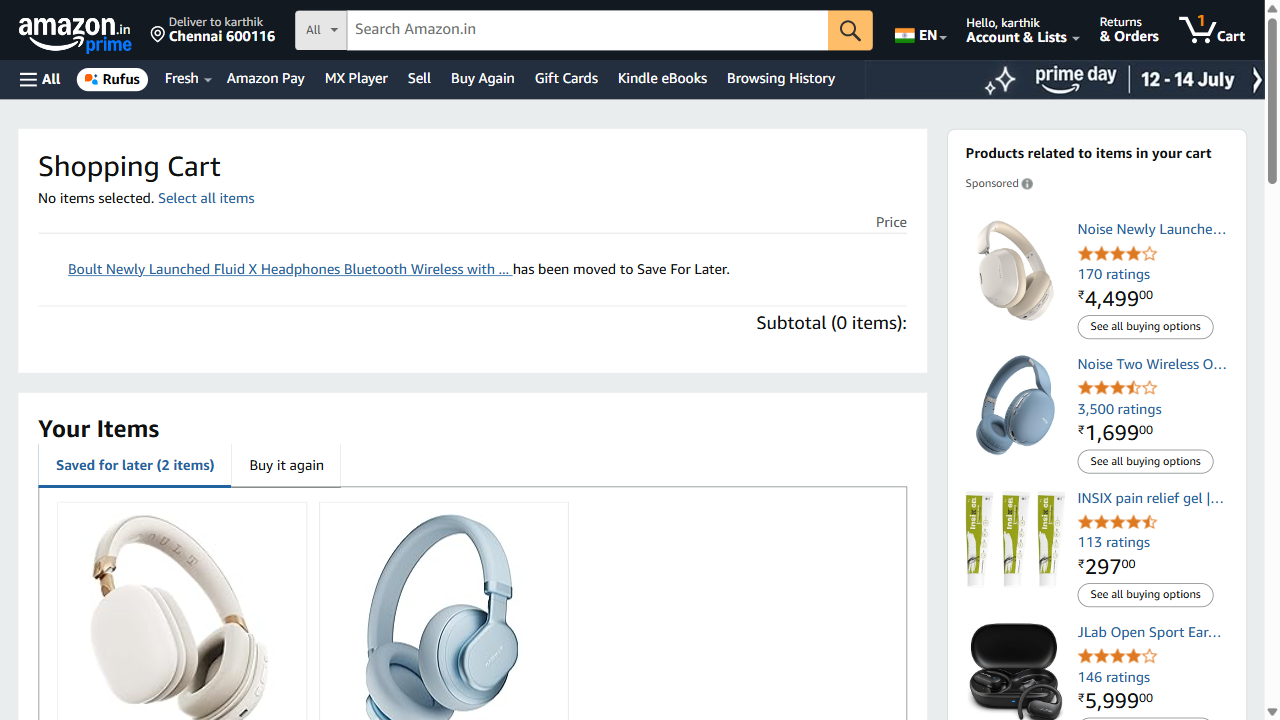 amazon.in
prime
Deliver to karthik
Chennai 600116
All
Search Amazon.in
EN
Hello, karthik
Account & Lists
Returns
& Orders
1
Cart
All
Rufus
Fresh
Amazon Pay
MX Player
Sell
Buy Again
Gift Cards
Kindle eBooks
Browsing History
prime day
12 - 14 July
Shopping Cart
No items selected. Select all items
Price
Boult Newly Launched Fluid X Headphones Bluetooth Wireless with ... has been moved to Save For Later.
Subtotal (0 items):
Your Items
Saved for later (2 items)
Buy it again
Products related to items in your cart
Sponsored
Noise Newly Launche...
170 ratings
₹4,49900
See all buying options
Noise Two Wireless O...
3,500 ratings
₹1,69900
See all buying options
INSIX pain relief gel |...
113 ratings
₹29700
See all buying options
JLab Open Sport Ear...
146 ratings
₹5,99900